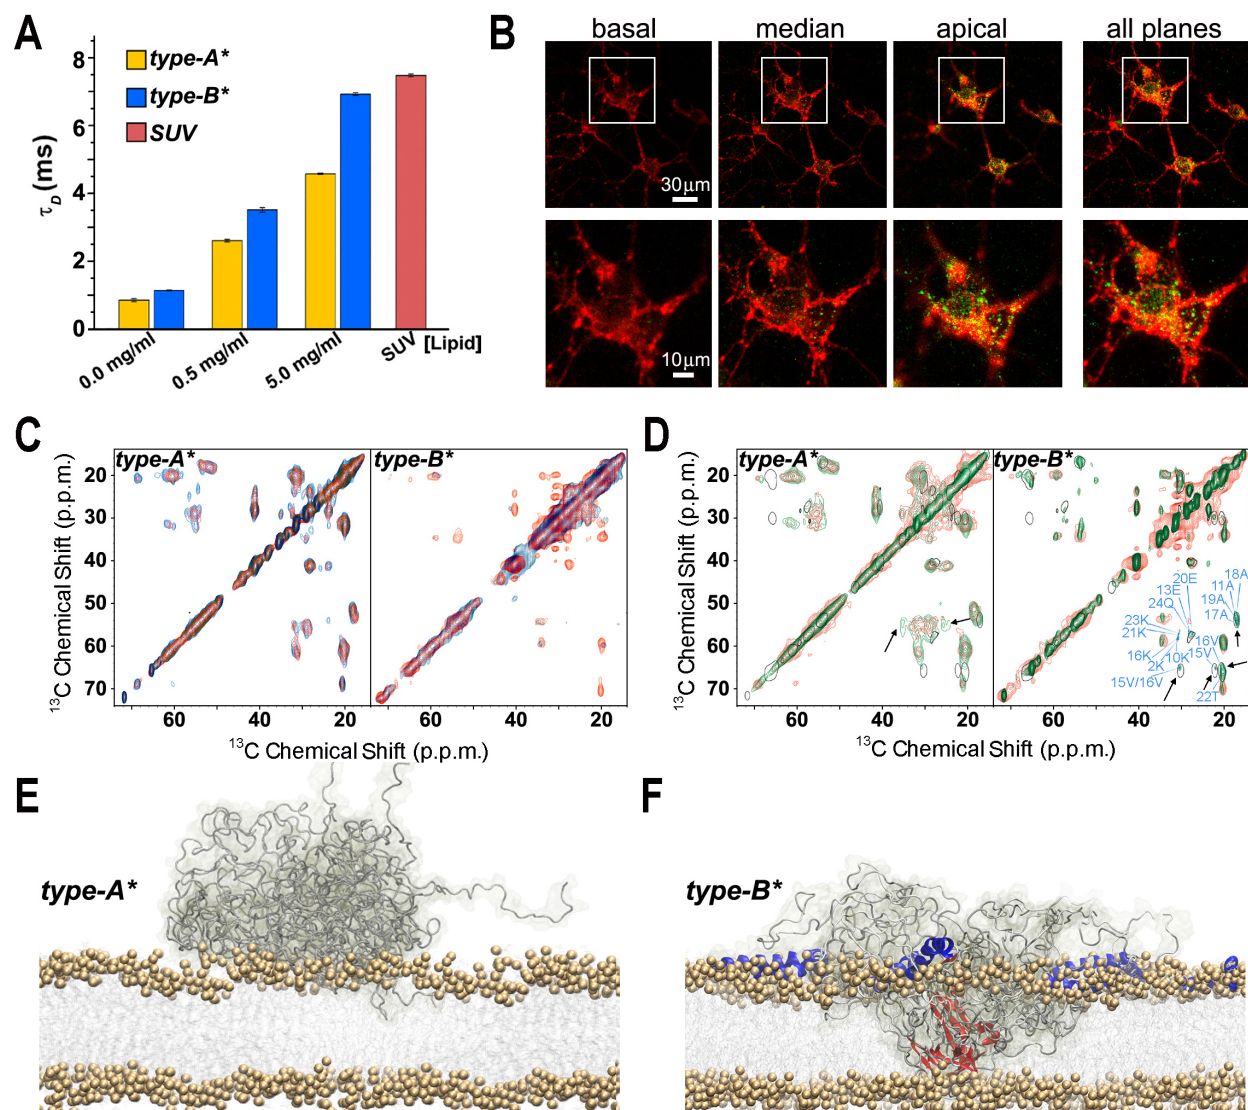 A
type-A*
type-B*
SUV
8
6
4
2
0
τD (ms)
0.0 mg/ml
0.5 mg/ml
5.0 mg/ml
SUV
[Lipid]
B
basal
median
apical
all planes
30μm
10μm
C
type-A*
type-B*
20
30
40
50
60
70
13C Chemical Shift (p.p.m.)
60 40 20 60 40 20
13C Chemical Shift (p.p.m.)
D
type-A*
type-B*
20
30
40
50
60
70
13C Chemical Shift (p.p.m.)
18A
20E
11A
13E
19A
24Q
17A
23K
21K
16V
16K
10K
15V
2K
15V/16V
22T
60 40 20 60 40 20
13C Chemical Shift (p.p.m.)
E
type-A*
F
type-B*